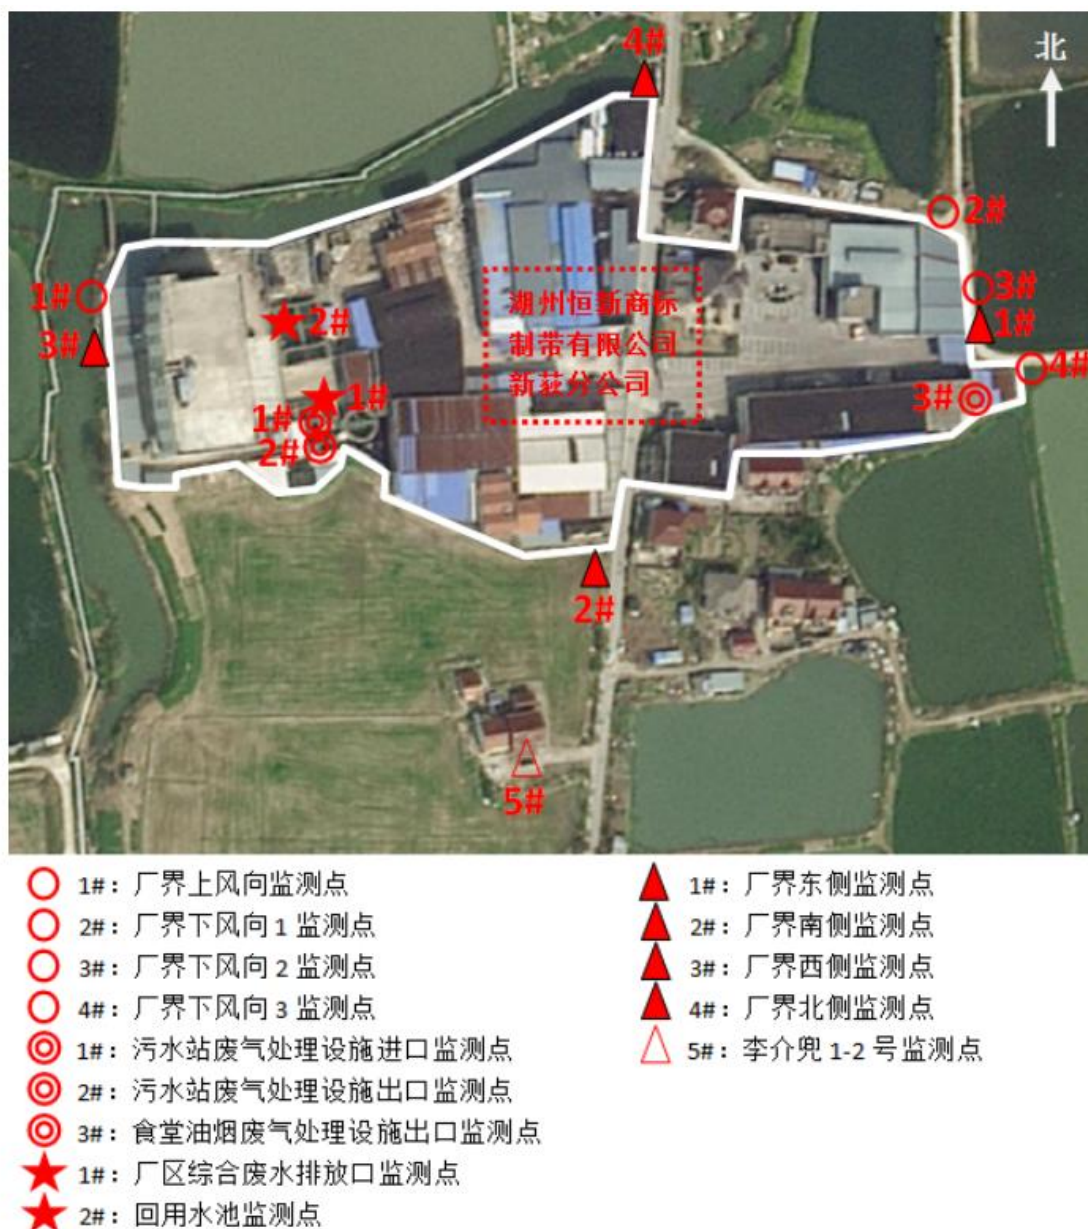 4#
北
2#
1#
3#
湖州恒新商标
2#
1#
3#
制带有限公司
4#
新荻分公司
1#
3#
1#
2#
2#
5#
1#：厂界上风向监测点
2#：厂界下风向 1 监测点
3#：厂界下风向 2 监测点
4#：厂界下风向 3 监测点
1#：污水站废气处理设施进口监测点
2#：污水站废气处理设施出口监测点
3#：食堂油烟废气处理设施出口监测点
1#：厂区综合废水排放口监测点
2#：回用水池监测点
1#：厂界东侧监测点
2#：厂界南侧监测点
3#：厂界西侧监测点
4#：厂界北侧监测点
5#：李介兜 1-2 号监测点